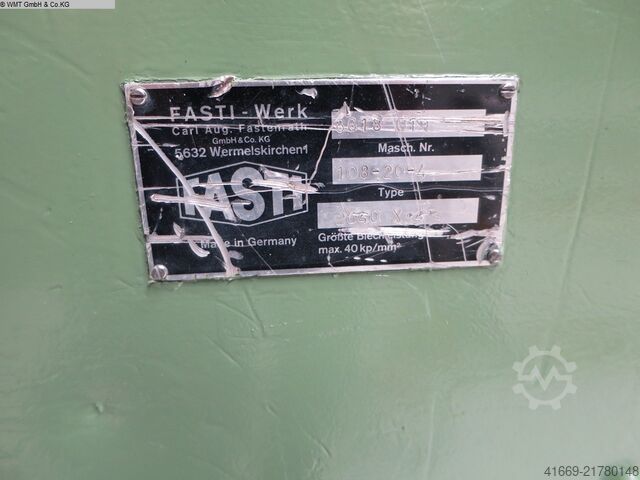 © WMT GmbH & Co.KG
FASTI-Werk
Carl Aug. Fastenrath
GmbH & Co. KG
5632 Wermelskirchen 1
FASTI
Made in Germany
Masch. Nr.
108-20-4
Type
Größte
max. 40 kp/mm²
41669-21780148